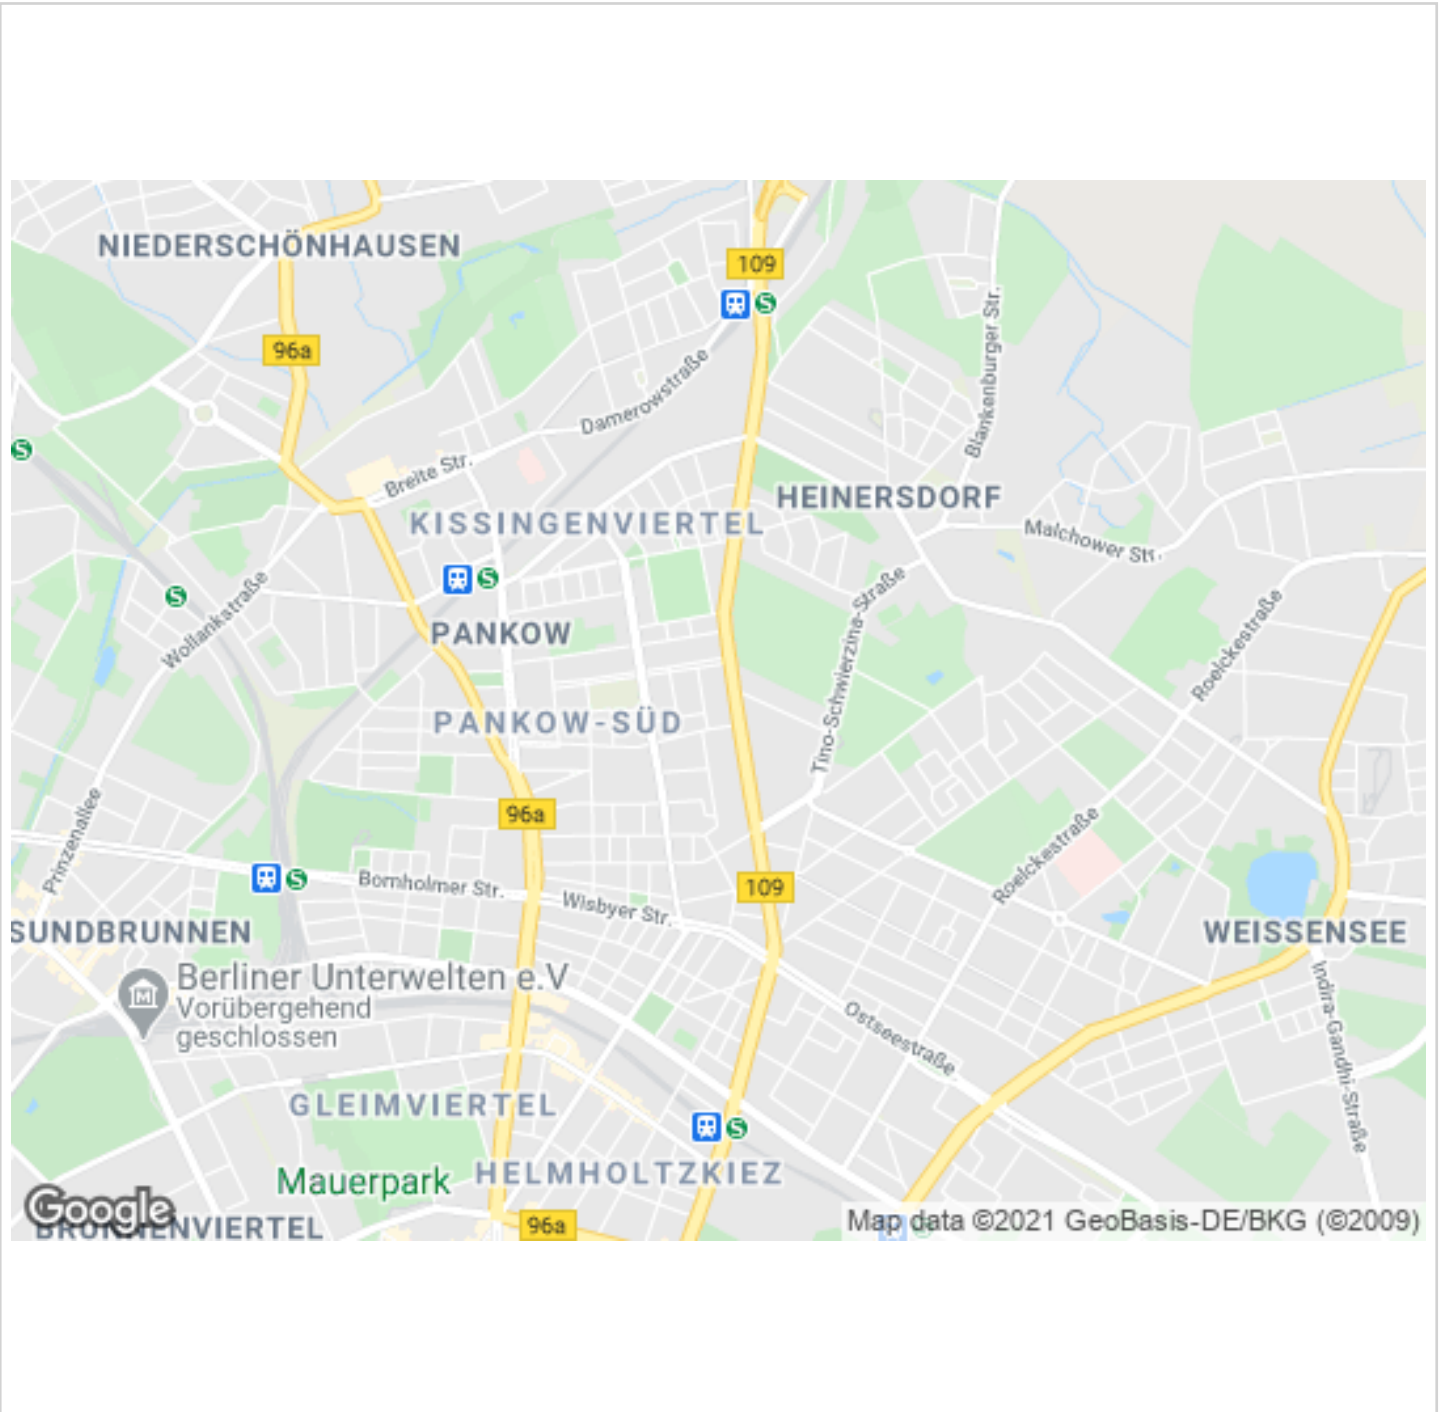 NIEDERSCHÖNHAUSEN
109
S
96a
Damerowstraße
Blankenburger Str.
S
Breite Str.
HEINERSDORF
KISSINGENVIERTEL
Malchower Str.
S
S
Wollankstraße
Tino-Schwierzina-Straße
Roelckestraße
PANKOW
PANKOW-SÜD
96a
Prinzenallee
Roelckestraße
S
Bornholmer Str.
109
Wisbyer Str.
SUNDBRUNNEN
WEISSENSEE
Berliner Unterwelten e.V
Vorübergehend
geschlossen
Ostseestraße
Indira-Gandhi-Straße
GLEIMVIERTEL
S
HELMHOLTZKIEZ
Mauerpark
Google
BRUNNENVIERTEL
96a
Map data ©2021 GeoBasis-DE/BKG (©2009)